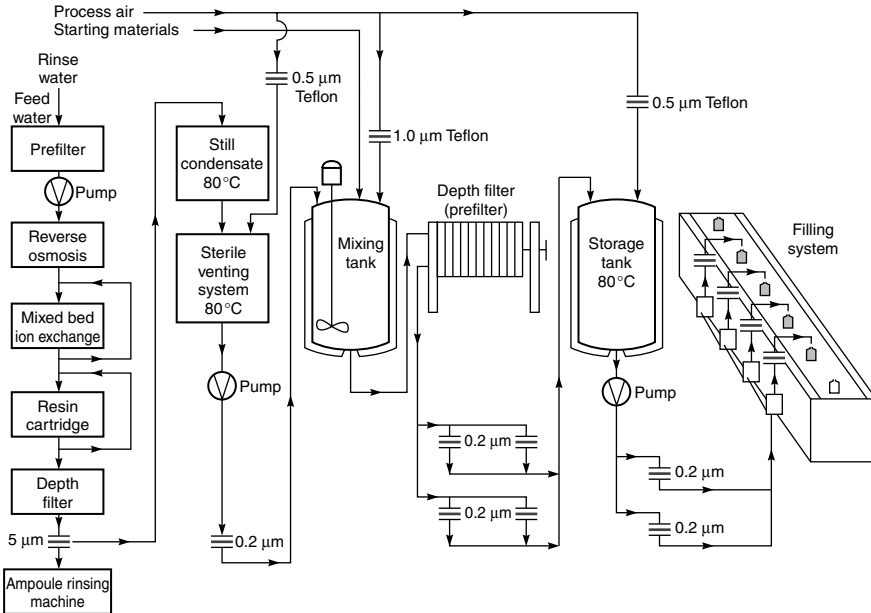 Process air
Starting materials
Rinse
water
Feed
water
Prefilter
Pump
Reverse
osmosis
Mixed bed
ion exchange
Resin
cartridge
Depth
filter
5 μm
Ampoule rinsing
machine
0.5 μm
Teflon
Still
condensate
80°C
Sterile
venting
system
80°C
Pump
0.2 μm
1.0 μm Teflon
Mixing
tank
Depth filter
(prefilter)
0.2 μm
0.2 μm
0.5 μm Teflon
Storage
tank
80°C
Pump
0.2 μm
0.2 μm
Filling
system